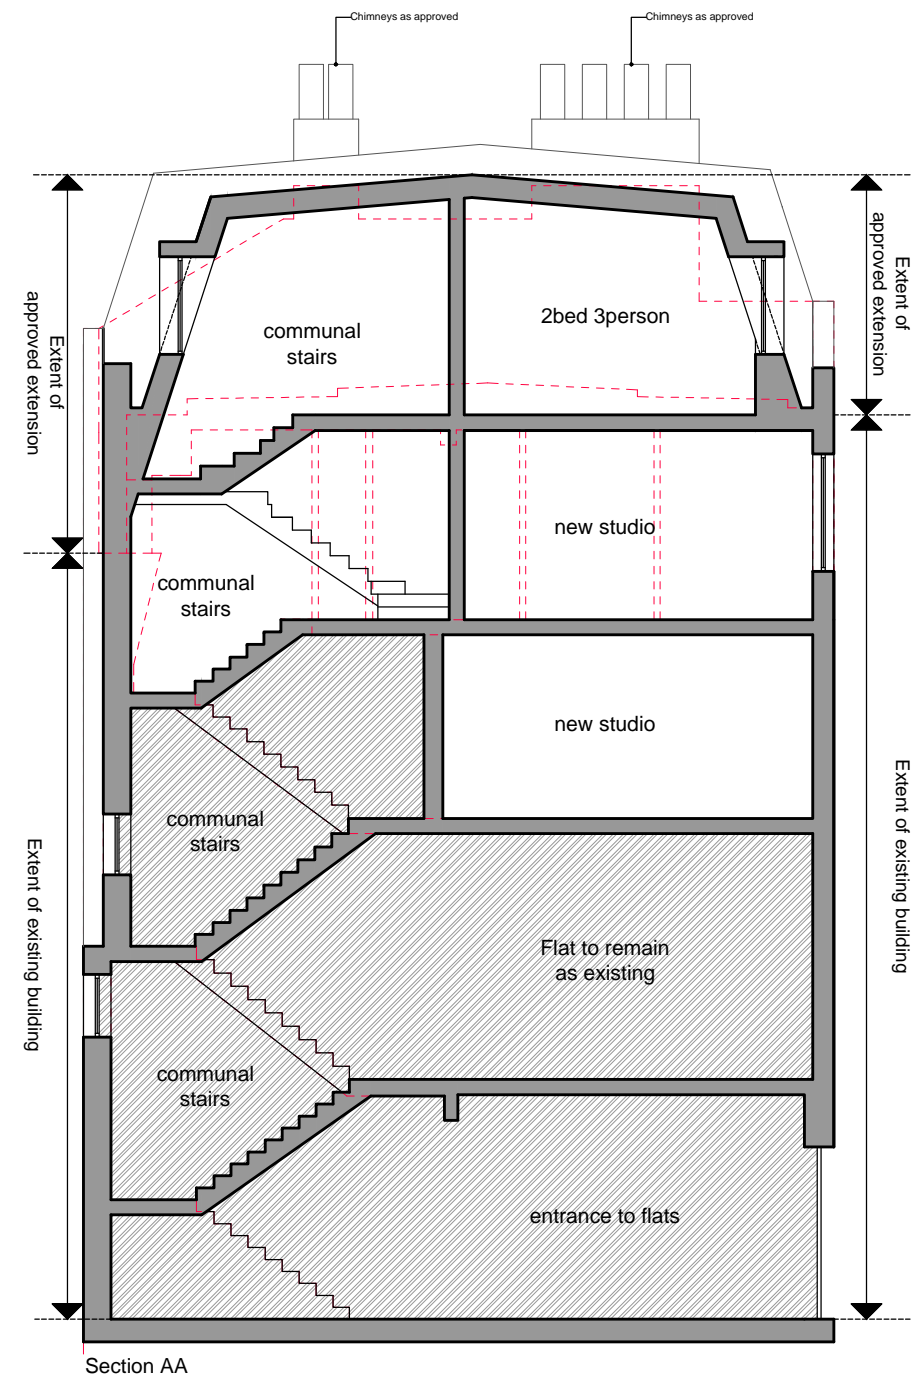 Chimneys as approved
Chimneys as approved
Extent of
approved extension
Extent of
approved extension
communal
stairs
2bed 3person
new studio
communal
stairs
new studio
communal
stairs
Extent of existing building
Extent of existing building
Flat to remain
as existing
communal
stairs
entrance to flats
Section AA